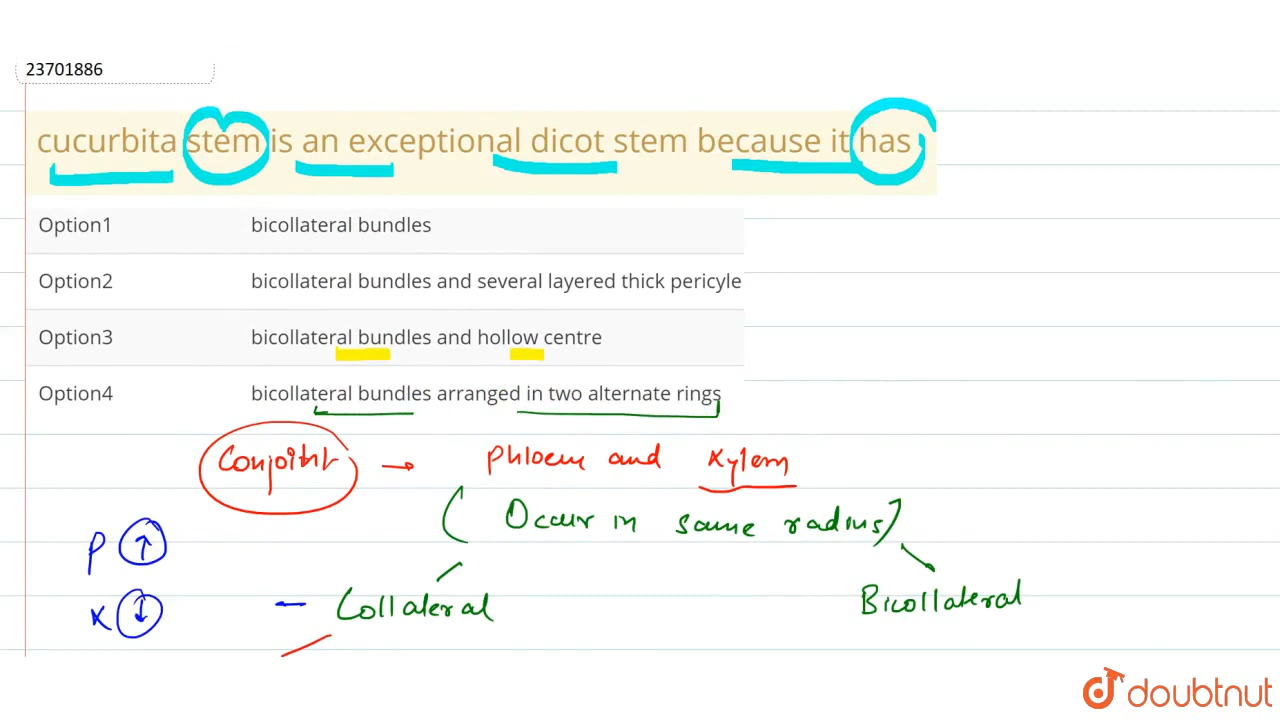 23701886
cucurbita stem is an exceptional dicot stem because it has
Option1 bicollateral bundles
Option2 bicollateral bundles and several layered thick pericyle
Option3 bicollateral bundles and hollow centre
Option4 bicollateral bundles arranged in two alternate rings
Conjoint → Phloem and xylem
(Occur in same radius)
P ↑
x ↓ — Collateral Bicollateral
doubtnut